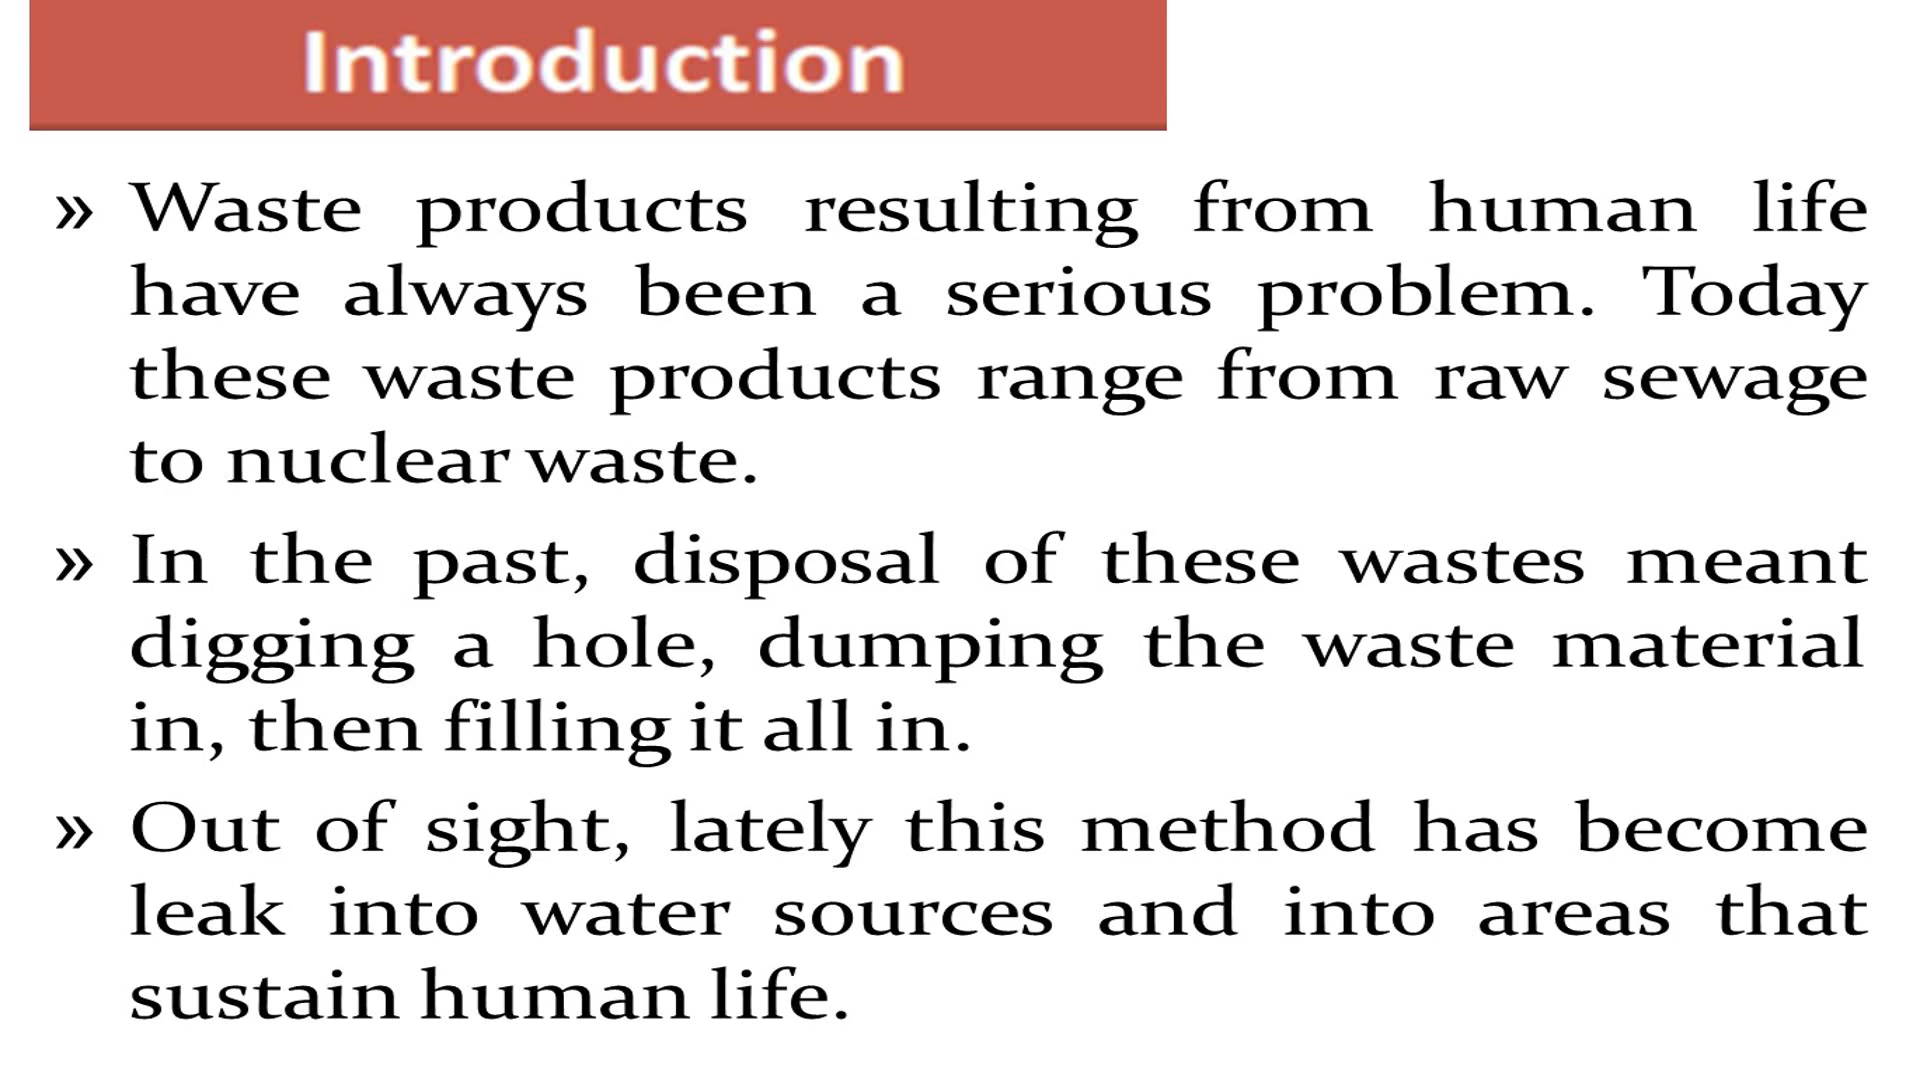 Introduction
» Waste products resulting from human life
have always been a serious problem. Today
these waste products range from raw sewage
to nuclear waste.
» In the past, disposal of these wastes meant
digging a hole, dumping the waste material
in, then filling it all in.
» Out of sight, lately this method has become
leak into water sources and into areas that
sustain human life.